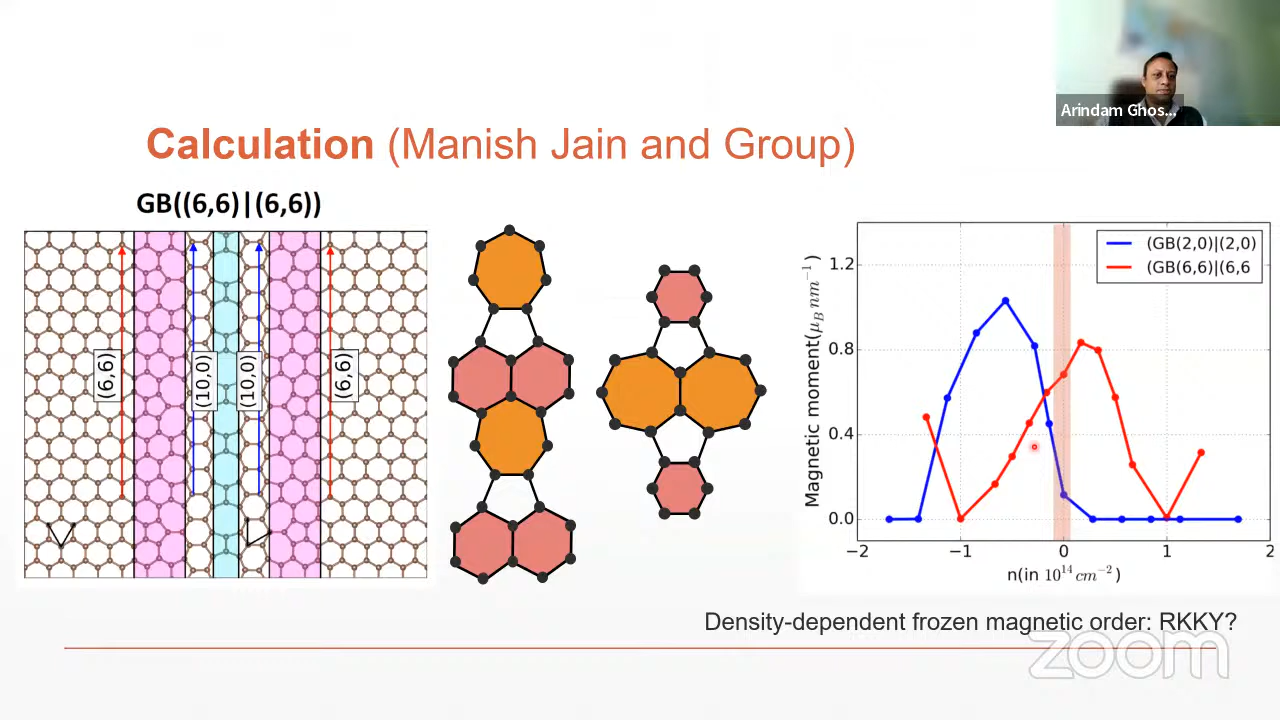 Arindam Ghos...
Calculation (Manish Jain and Group)
GB((6,6)|(6,6))
(6,6)
(10,0)
(10,0)
(6,6)
(GB(2,0)|(2,0)
(GB(6,6)|(6,6
Magnetic moment(μ_B nm⁻¹)
1.2
0.8
0.4
0.0
−2
−1
0
1
2
n(in 10¹⁴ cm⁻²)
Density-dependent frozen magnetic order: RKKY?
zoom